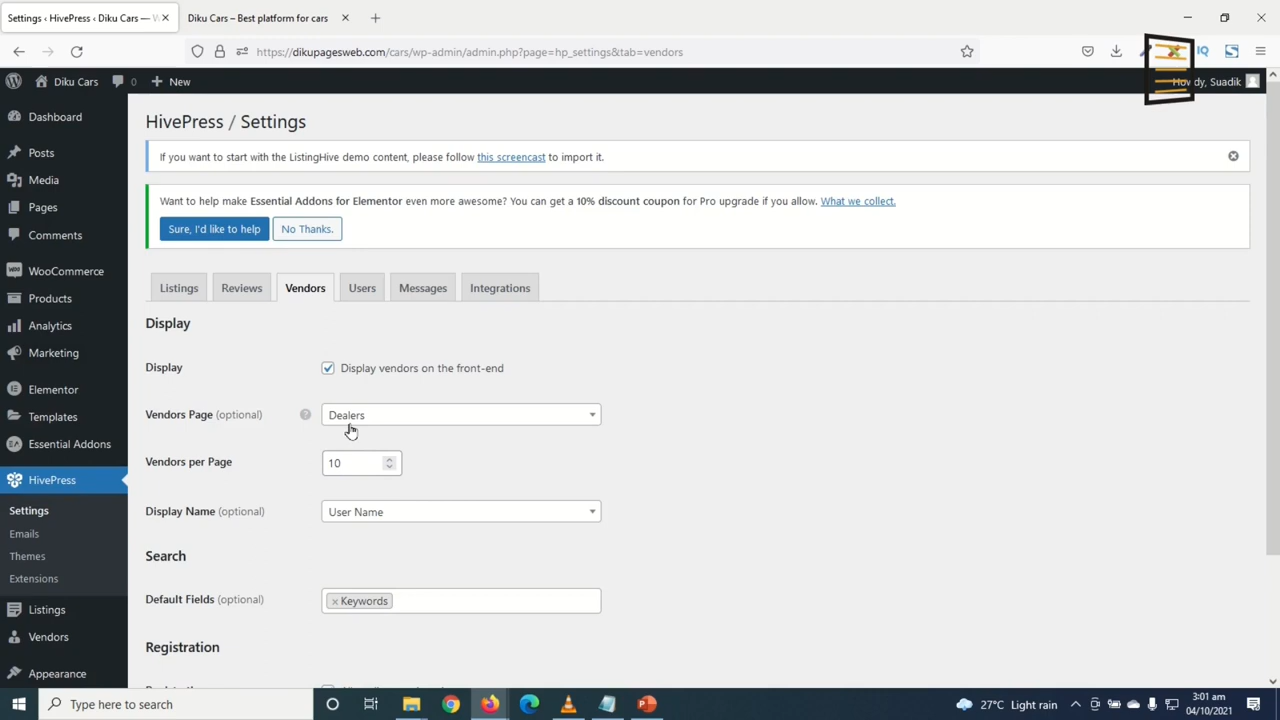 Settings ‹ HivePress ‹ Diku Cars —
Diku Cars – Best platform for cars
https://dikupagesweb.com/cars/wp-admin/admin.php?page=hp_settings&tab=vendors
IQ
Diku Cars
0
New
Howdy, Suadik
Dashboard
Posts
Media
Pages
Comments
WooCommerce
Products
Analytics
Marketing
Elementor
Templates
Essential Addons
HivePress
Settings
Emails
Themes
Extensions
Listings
Vendors
Appearance
HivePress / Settings
If you want to start with the ListingHive demo content, please follow this screencast to import it.
Want to help make Essential Addons for Elementor even more awesome? You can get a 10% discount coupon for Pro upgrade if you allow. What we collect.
Sure, I'd like to help
No Thanks.
Listings
Reviews
Vendors
Users
Messages
Integrations
Display
Display
Display vendors on the front-end
Vendors Page (optional)
Dealers
Vendors per Page
10
Display Name (optional)
User Name
Search
Default Fields (optional)
× Keywords
Registration
Type here to search
27°C Light rain
3:01 am
04/10/2021